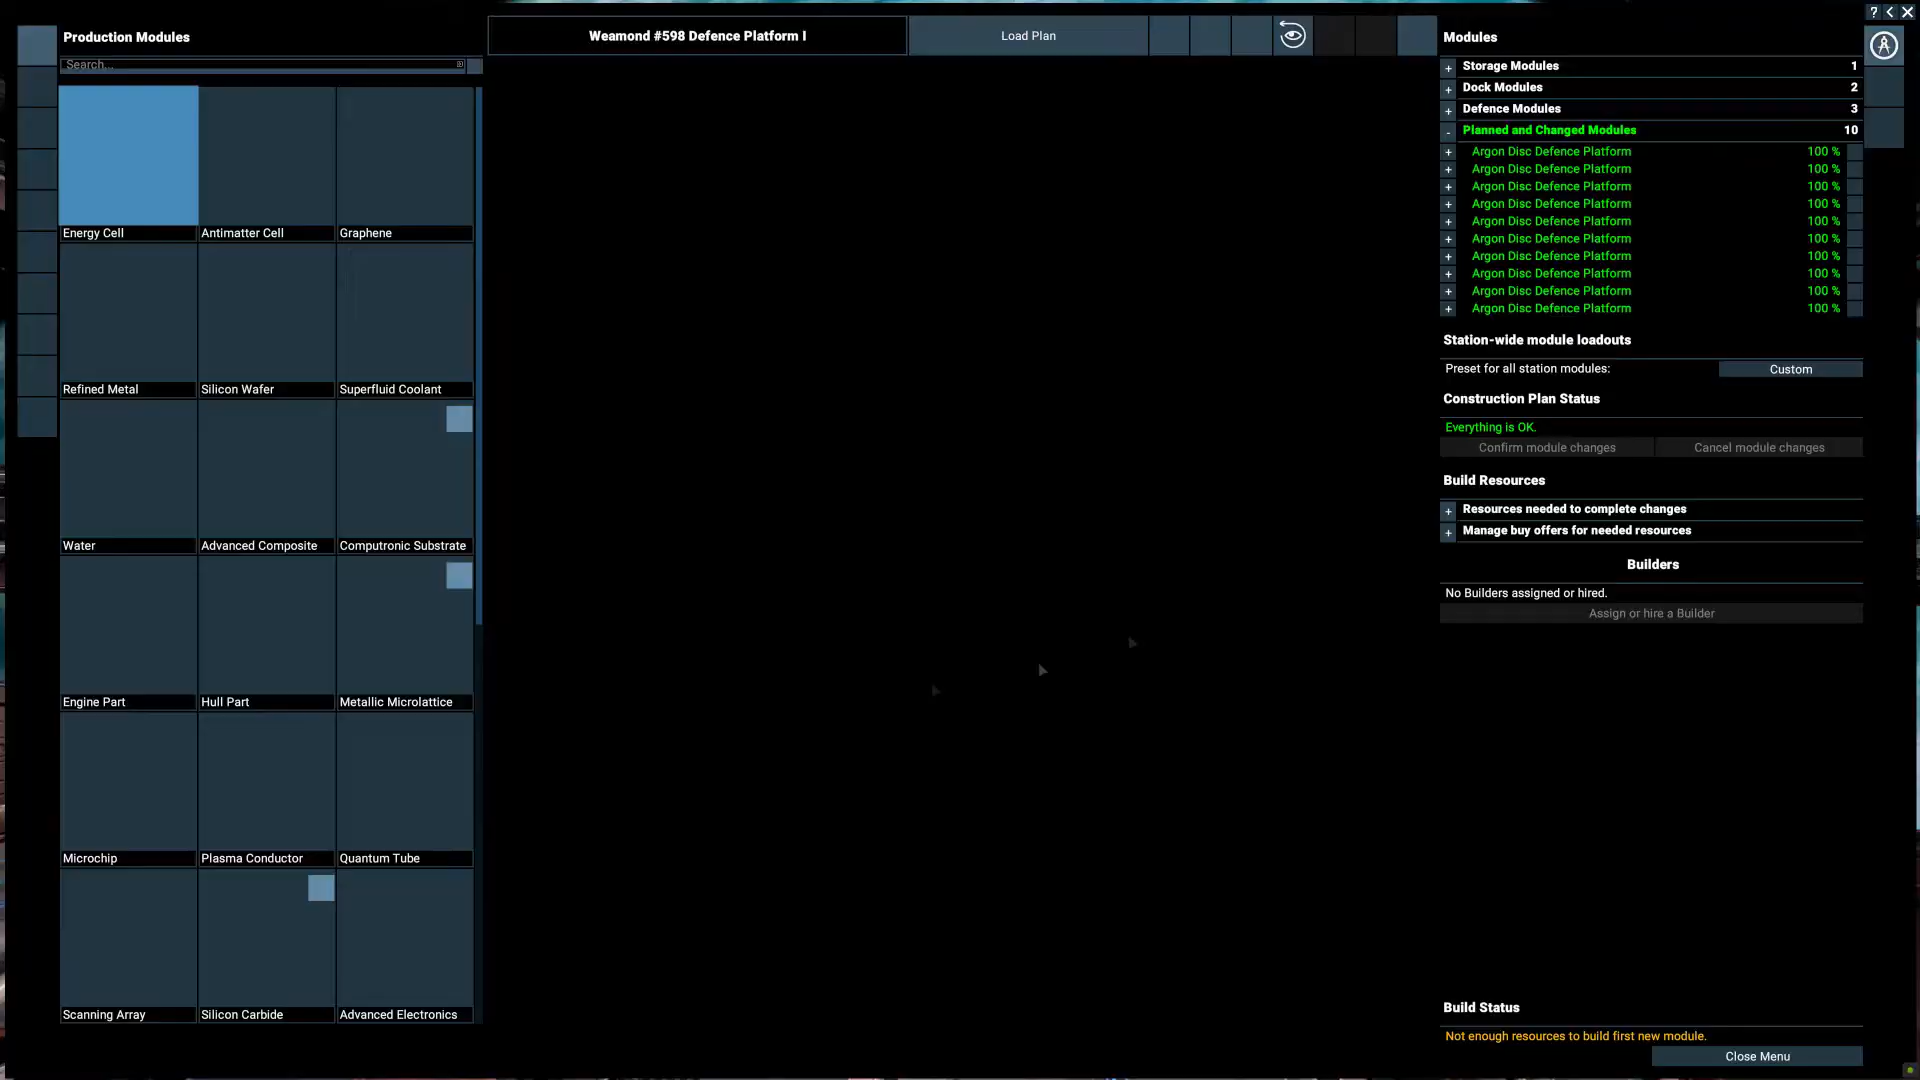 Production Modules
Search...
Energy Cell
Antimatter Cell
Graphene
Refined Metal
Silicon Wafer
Superfluid Coolant
Water
Advanced Composite
Computronic Substrate
Engine Part
Hull Part
Metallic Microlattice
Microchip
Plasma Conductor
Quantum Tube
Scanning Array
Silicon Carbide
Advanced Electronics
Weamond #598 Defence Platform I
Load Plan
? < X
Modules
+ Storage Modules 1
+ Dock Modules 2
+ Defence Modules 3
- Planned and Changed Modules 10
+ Argon Disc Defence Platform 100 %
+ Argon Disc Defence Platform 100 %
+ Argon Disc Defence Platform 100 %
+ Argon Disc Defence Platform 100 %
+ Argon Disc Defence Platform 100 %
+ Argon Disc Defence Platform 100 %
+ Argon Disc Defence Platform 100 %
+ Argon Disc Defence Platform 100 %
+ Argon Disc Defence Platform 100 %
+ Argon Disc Defence Platform 100 %
Station-wide module loadouts
Preset for all station modules: Custom
Construction Plan Status
Everything is OK.
Confirm module changes Cancel module changes
Build Resources
+ Resources needed to complete changes
+ Manage buy offers for needed resources
Builders
No Builders assigned or hired.
Assign or hire a Builder
Build Status
Not enough resources to build first new module.
Close Menu